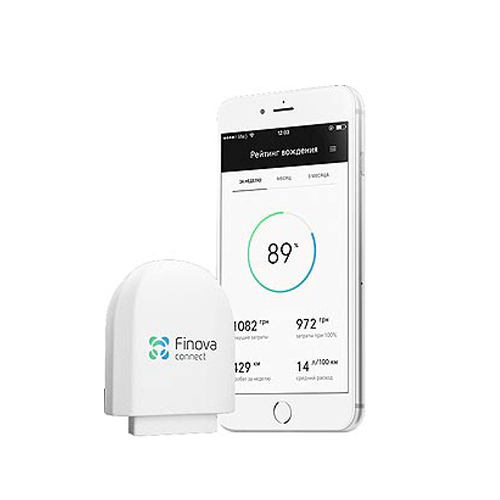 12:03
Рейтинг вождения
ЗА НЕДЕЛЮ МЕСЯЦ 3 МЕСЯЦА
89%
1082 грн 972 грн
затраты затраты при 100%
429 км 14 л/100 км
за неделю средний расход
Finova
connect